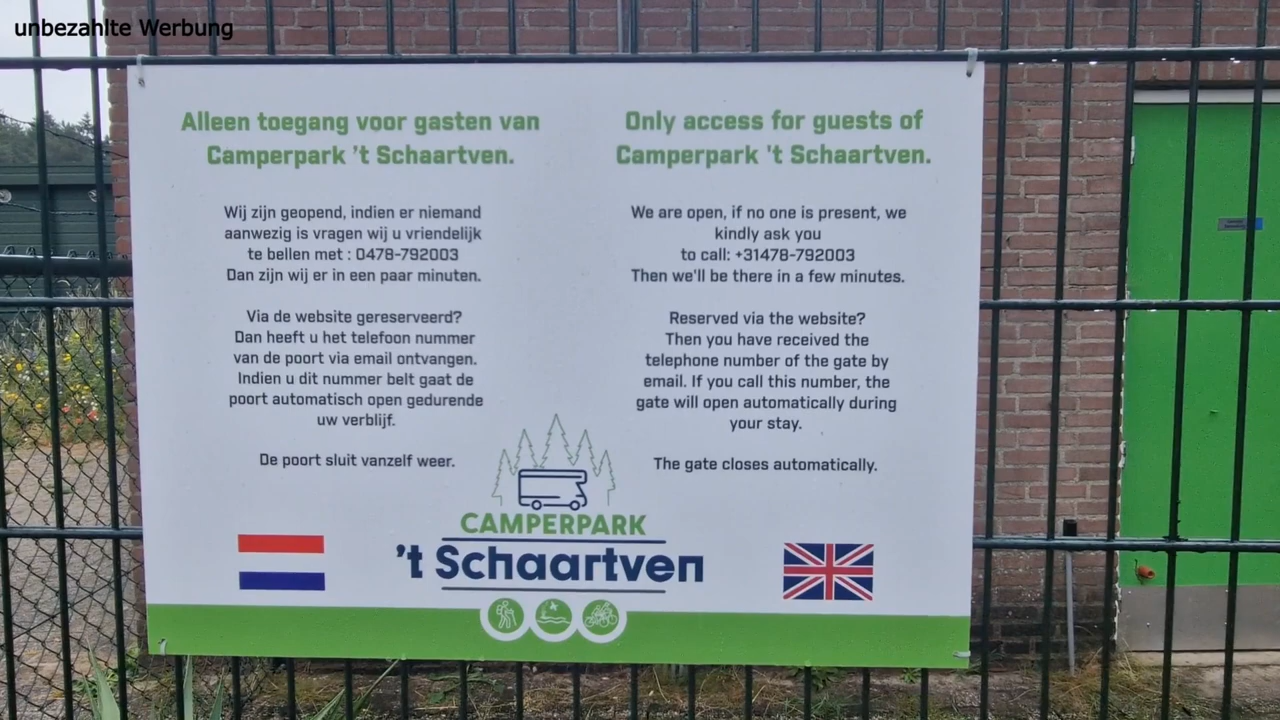 unbezahlte Werbung
Alleen toegang voor gasten van
Camperpark 't Schaartven.
Wij zijn geopend, indien er niemand
aanwezig is vragen wij u vriendelijk
te bellen met : 0478-792003
Dan zijn wij er in een paar minuten.
Via de website gereserveerd?
Dan heeft u het telefoon nummer
van de poort via email ontvangen.
Indien u dit nummer belt gaat de
poort automatisch open gedurende
uw verblijf.
De poort sluit vanzelf weer.
Only access for guests of
Camperpark 't Schaartven.
We are open, if no one is present, we
kindly ask you
to call: +31478-792003
Then we'll be there in a few minutes.
Reserved via the website?
Then you have received the
telephone number of the gate by
email. If you call this number, the
gate will open automatically during
your stay.
The gate closes automatically.
CAMPERPARK
't Schaartven